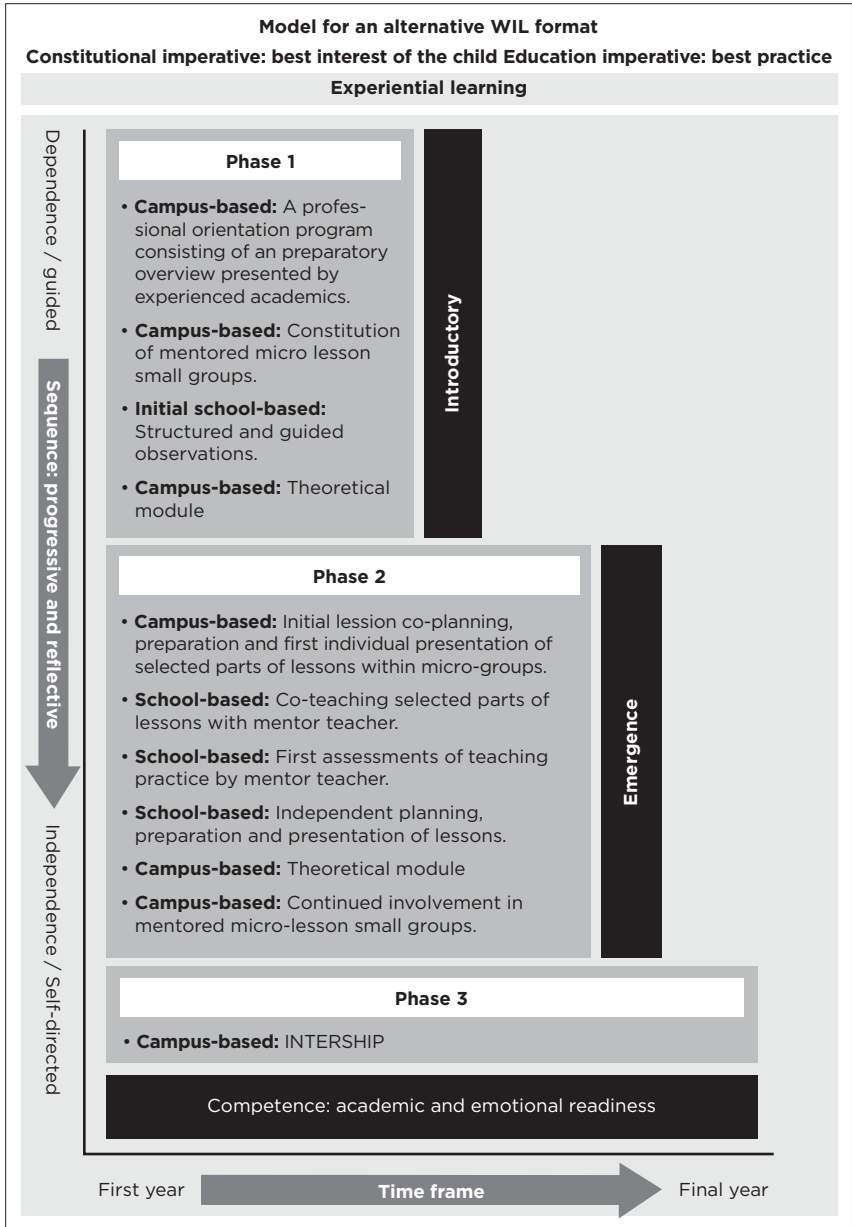 Model for an alternative WIL format
Constitutional imperative: best interest of the child Education imperative: best practice
Experiential learning
Dependence / guided
Sequence: progressive and reflective
Independence / Self-directed
Phase 1
• Campus-based: A profes-
sional orientation program
consisting of an preparatory
overview presented by
experienced academics.
• Campus-based: Constitution
of mentored micro lesson
small groups.
• Initial school-based:
Structured and guided
observations.
• Campus-based: Theoretical
module
Introductory
Phase 2
• Campus-based: Initial lession co-planning,
preparation and first individual presentation of
selected parts of lessons within micro-groups.
• School-based: Co-teaching selected parts of
lessons with mentor teacher.
• School-based: First assessments of teaching
practice by mentor teacher.
• School-based: Independent planning,
preparation and presentation of lessons.
• Campus-based: Theoretical module
• Campus-based: Continued involvement in
mentored micro-lesson small groups.
Emergence
Phase 3
• Campus-based: INTERSHIP
Competence: academic and emotional readiness
First year
Time frame
Final year